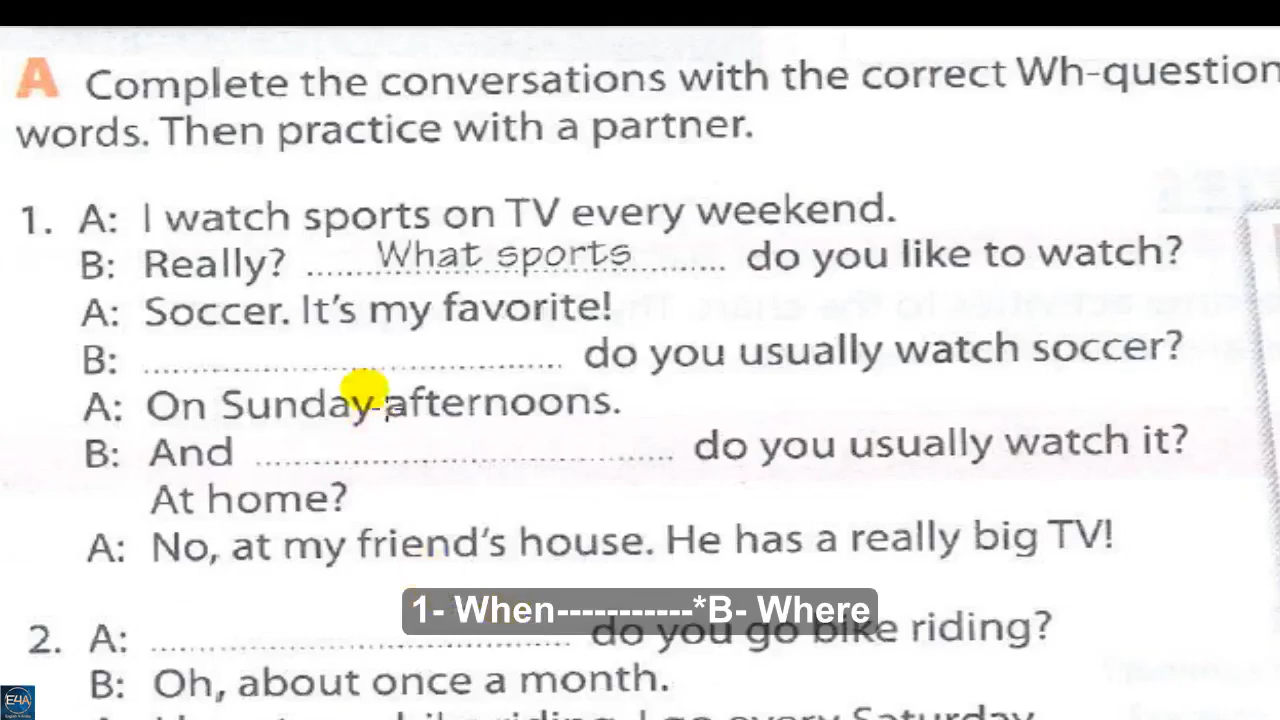 A Complete the conversations with the correct Wh-question
words. Then practice with a partner.
1. A: I watch sports on TV every weekend.
B: Really? ....What sports.... do you like to watch?
A: Soccer. It's my favorite!
B: .................... do you usually watch soccer?
A: On Sunday afternoons.
B: And .................... do you usually watch it?
At home?
A: No, at my friend's house. He has a really big TV!
1- When-----------*B- Where
2. A: .................... do you go bike riding?
B: Oh, about once a month.
E4A